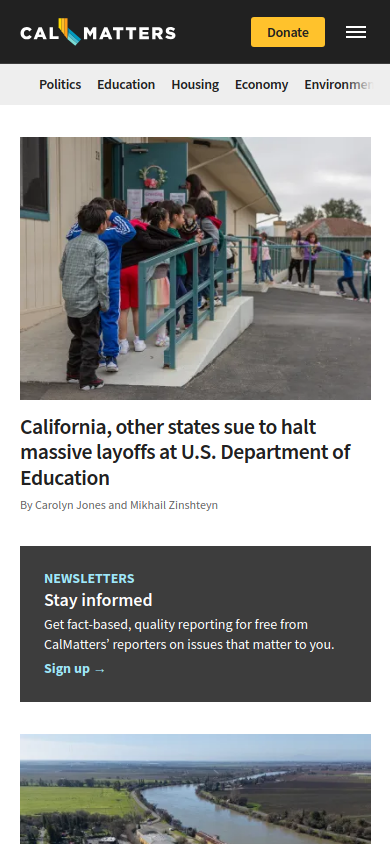 CAL MATTERS
Donate
Politics Education Housing Economy Environmen
California, other states sue to halt
massive layoffs at U.S. Department of
Education
By Carolyn Jones and Mikhail Zinshteyn
NEWSLETTERS
Stay informed
Get fact-based, quality reporting for free from
CalMatters’ reporters on issues that matter to you.
Sign up →